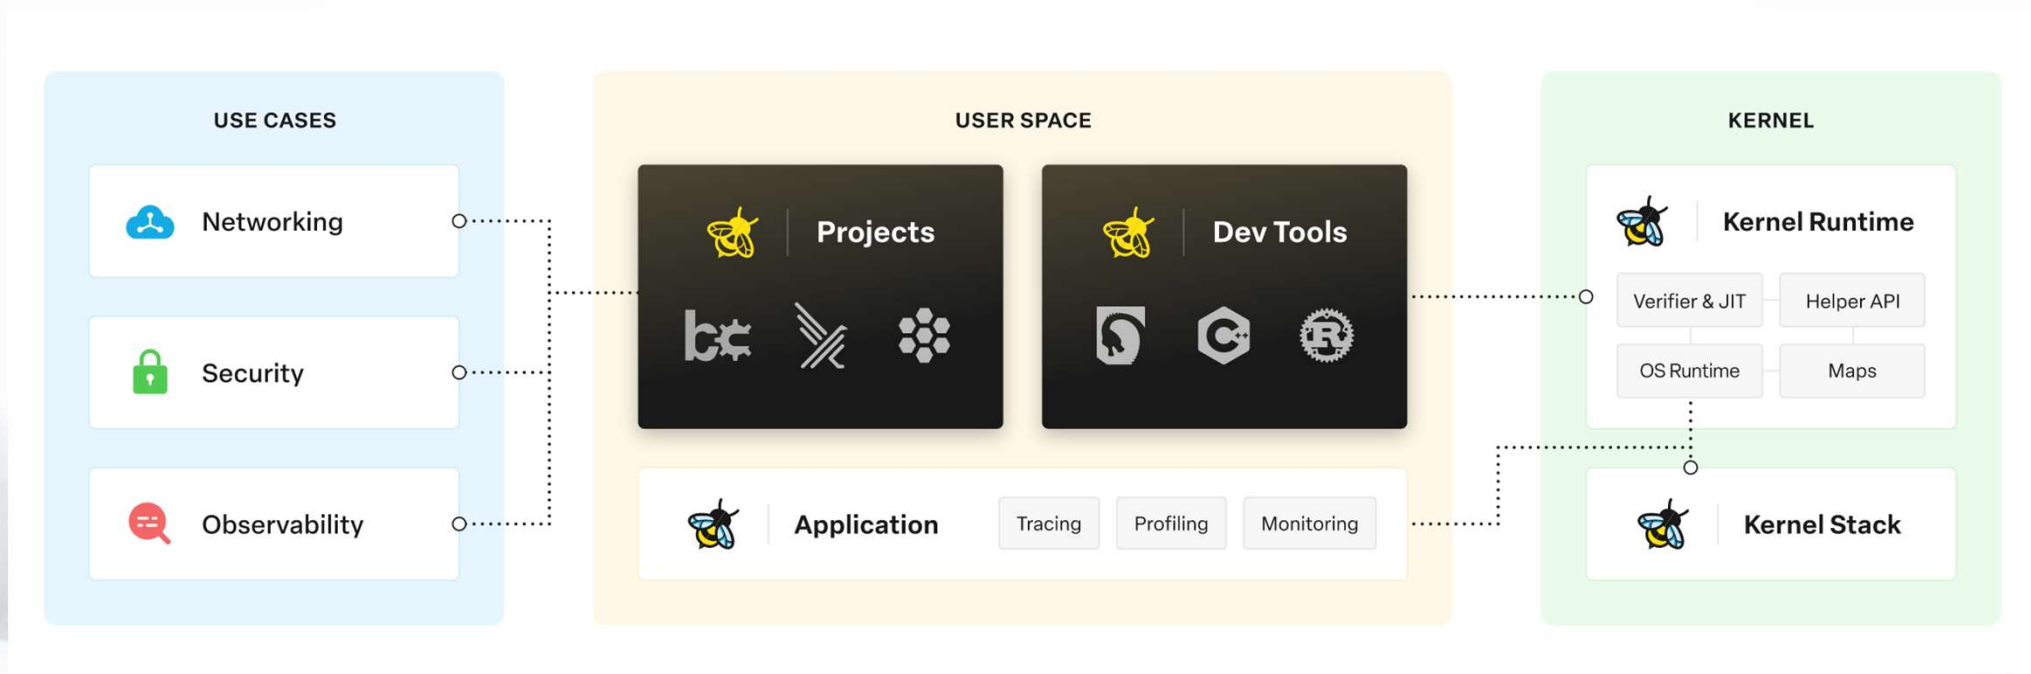 USE CASES
Networking
Security
Observability
USER SPACE
Projects
bc
Dev Tools
C++
R
Application
Tracing
Profiling
Monitoring
KERNEL
Kernel Runtime
Verifier & JIT
Helper API
OS Runtime
Maps
Kernel Stack